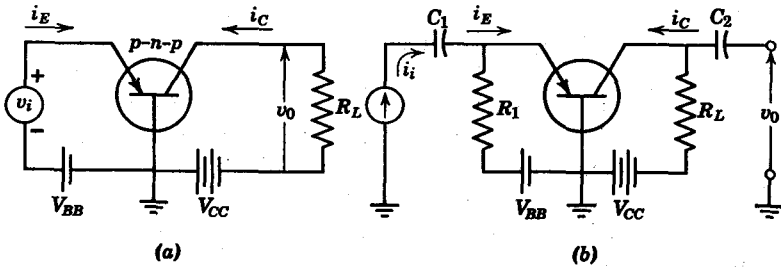 i_E
i_C
p-n-p
+
v_i
−
v_0
R_L
V_BB
V_CC
(a)
C_1
i_E
i_C
C_2
i_i
R_1
R_L
v_0
V_BB
V_CC
(b)